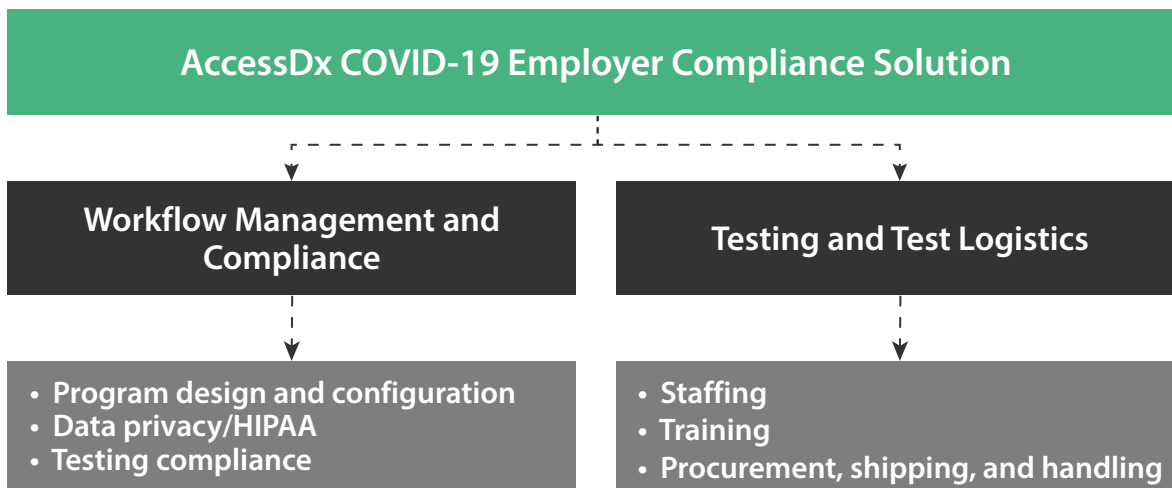 AccessDx COVID-19 Employer Compliance Solution
Workflow Management and
Compliance
Testing and Test Logistics
• Program design and configuration
• Data privacy/HIPAA
• Testing compliance
• Staffing
• Training
• Procurement, shipping, and handling